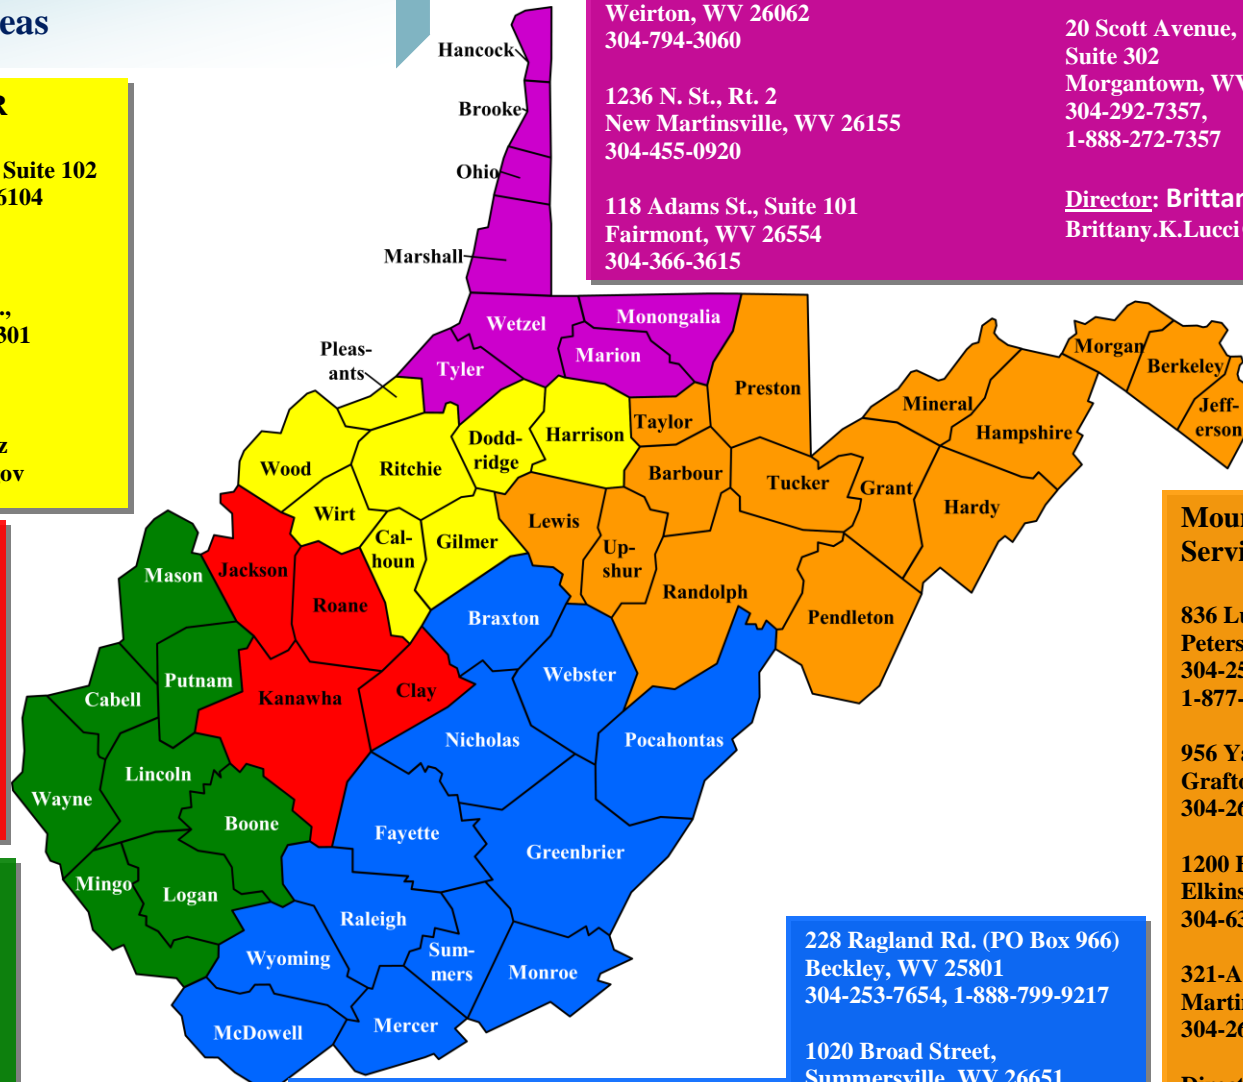 eas
R
Suite 102
6104
.,
301
z
ov
Weirton, WV 26062
304-794-3060
1236 N. St., Rt. 2
New Martinsville, WV 26155
304-455-0920
118 Adams St., Suite 101
Fairmont, WV 26554
304-366-3615
20 Scott Avenue,
Suite 302
Morgantown, WV
304-292-7357,
1-888-272-7357
Director: Brittan
Brittany.K.Lucci
Hancock
Brooke
Ohio
Marshall
Wetzel
Monongalia
Marion
Tyler
Pleas-
ants
Preston
Taylor
Harrison
Dodd-
ridge
Ritchie
Wood
Wirt
Cal-
houn
Gilmer
Lewis
Up-
shur
Barbour
Tucker
Grant
Mineral
Hampshire
Hardy
Morgan
Berkeley
Jeff-
erson
Randolph
Pendleton
Mason
Jackson
Roane
Braxton
Webster
Putnam
Cabell
Kanawha
Clay
Nicholas
Pocahontas
Lincoln
Wayne
Boone
Fayette
Greenbrier
Mingo
Logan
Raleigh
Wyoming
Sum-
mers
Monroe
McDowell
Mercer
Mour
Servi
836 Lu
Peters
304-25
1-877-
956 Ya
Grafto
304-26
1200 H
Elkins
304-63
321-A
Martin
304-26
228 Ragland Rd. (PO Box 966)
Beckley, WV 25801
304-253-7654, 1-888-799-9217
1020 Broad Street,
Summersville, WV 26651